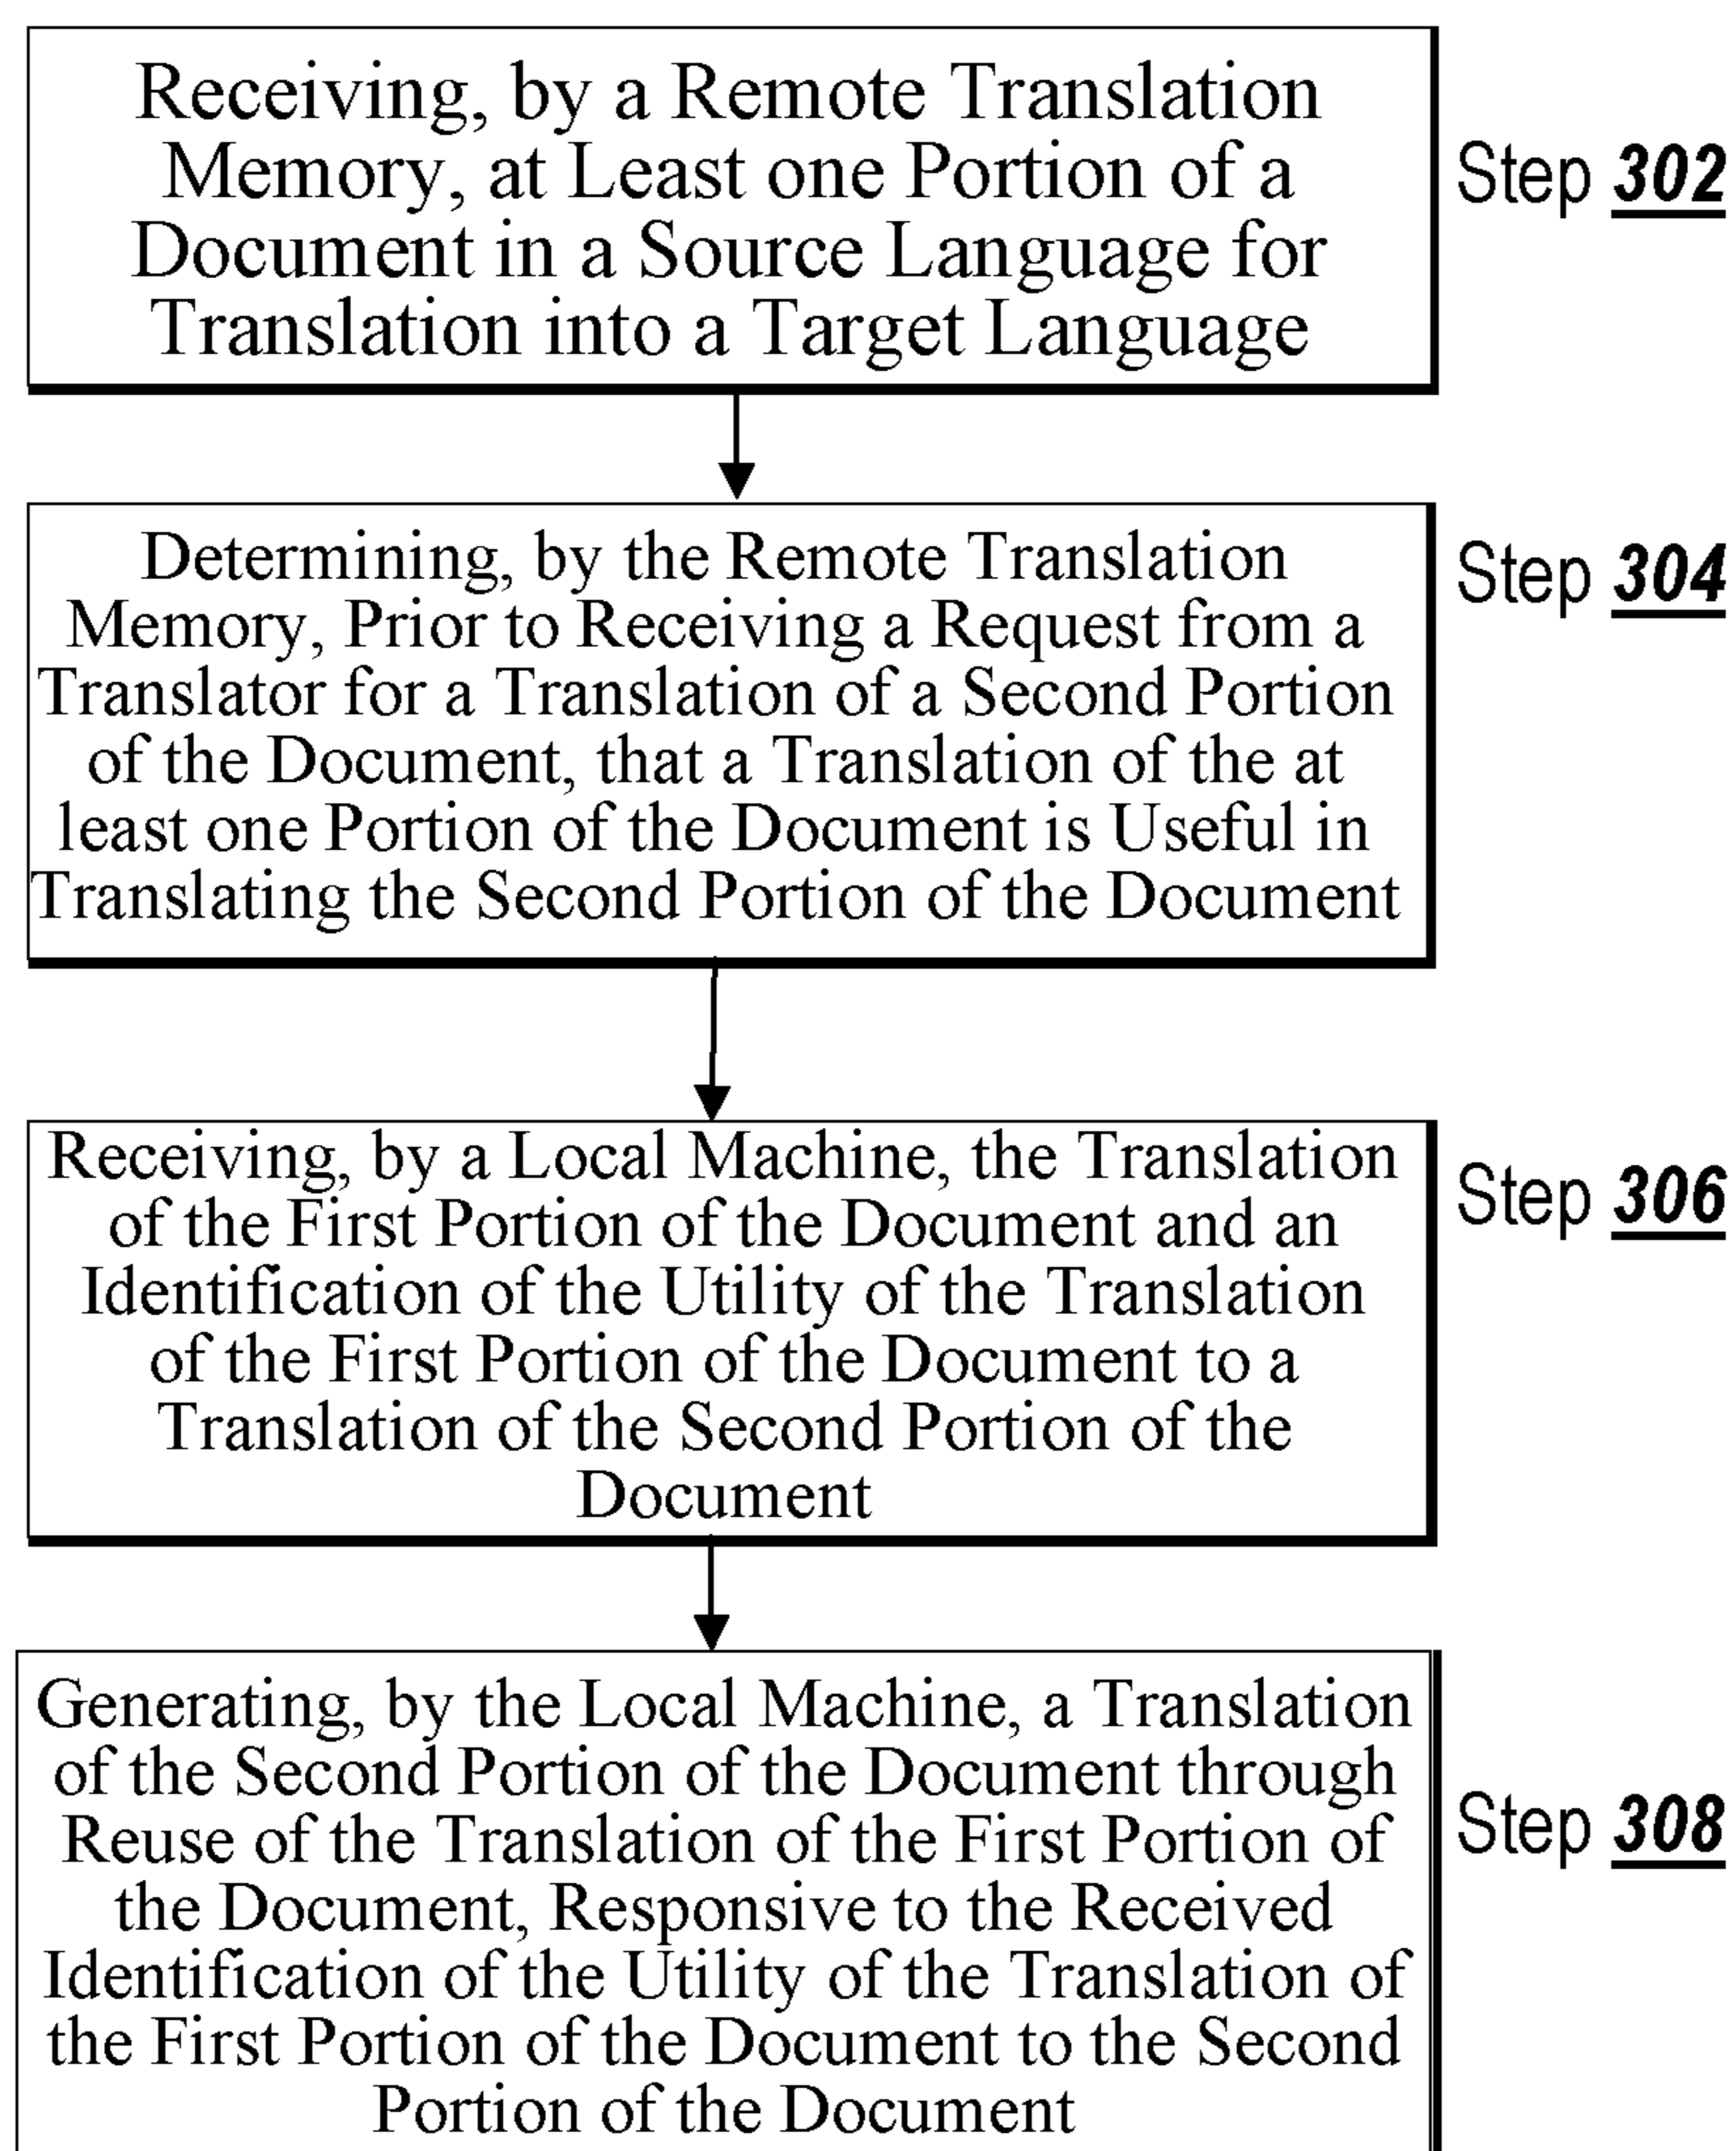 Receiving, by a Remote Translation
Memory, at Least one Portion of a
Document in a Source Language for
Translation into a Target Language
Step 302
Determining, by the Remote Translation
Memory, Prior to Receiving a Request from a
Translator for a Translation of a Second Portion
of the Document, that a Translation of the at
least one Portion of the Document is Useful in
Translating the Second Portion of the Document
Step 304
Receiving, by a Local Machine, the Translation
of the First Portion of the Document and an
Identification of the Utility of the Translation
of the First Portion of the Document to a
Translation of the Second Portion of the
Document
Step 306
Generating, by the Local Machine, a Translation
of the Second Portion of the Document through
Reuse of the Translation of the First Portion of
the Document, Responsive to the Received
Identification of the Utility of the Translation of
the First Portion of the Document to the Second
Portion of the Document
Step 308